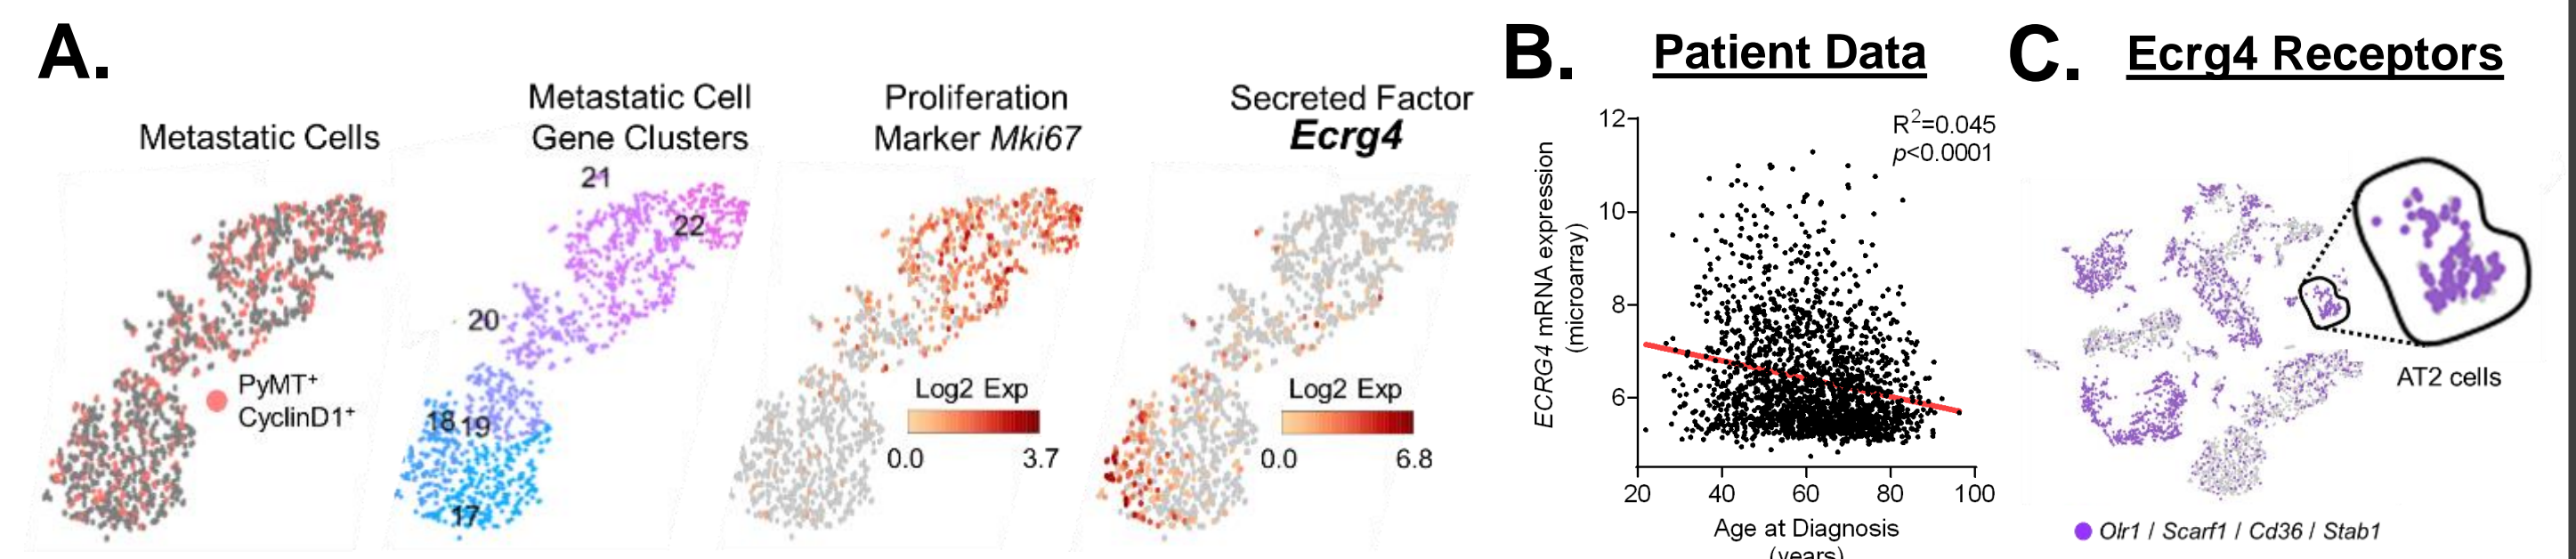 A.
Metastatic Cells
PyMT⁺
CyclinD1⁺
Metastatic Cell
Gene Clusters
21
22
20
18
19
17
Proliferation
Marker Mki67
Log2 Exp
0.0
3.7
Secreted Factor
Ecrg4
Log2 Exp
0.0
6.8
B.
Patient Data
R²=0.045
p<0.0001
ECRG4 mRNA expression
(microarray)
12
10
8
6
20
40
60
80
100
Age at Diagnosis
(years)
C.
Ecrg4 Receptors
AT2 cells
Olr1 / Scarf1 / Cd36 / Stab1